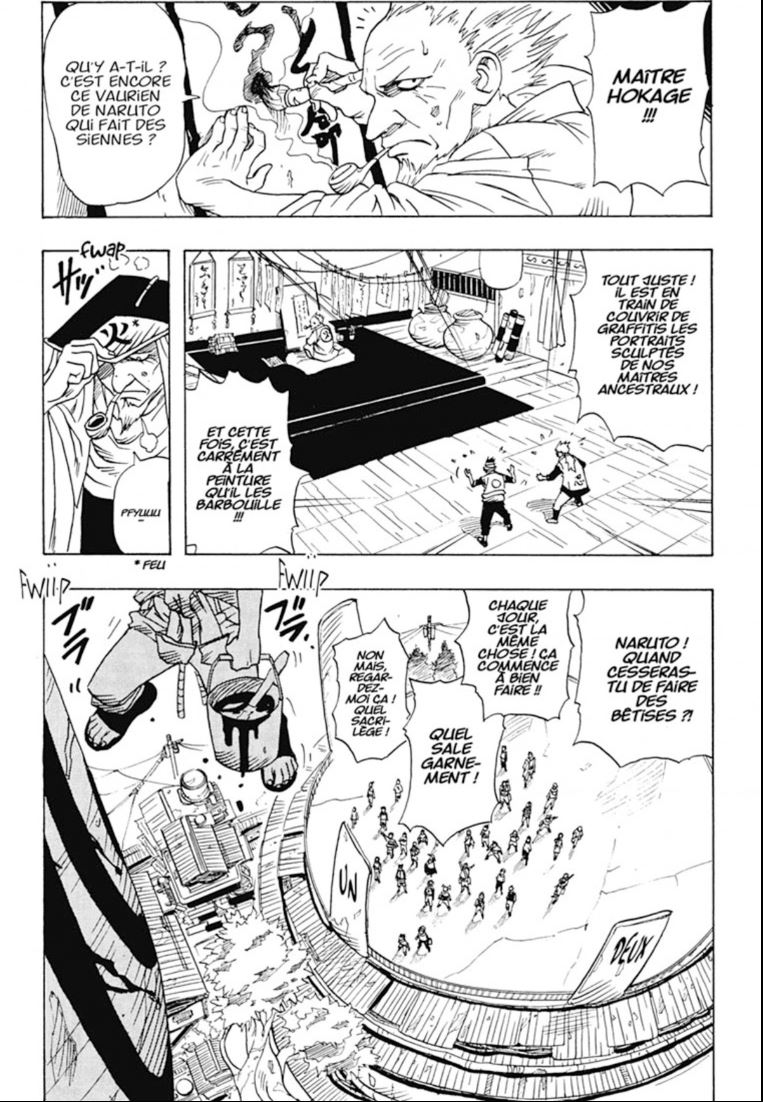 MAÎTRE
HOKAGE
!!!
QU'Y A-T-IL ?
C'EST ENCORE
CE VAURIEN
DE NARUTO
QUI FAIT DES
SIENNES ?
TOUT JUSTE !
IL EST EN
TRAIN DE
COUVRIR DE
GRAFFITIS LES
PORTRAITS
SCULPTÉS
DE NOS
MAÎTRES
ANCESTRAUX !
ET CETTE
FOIS, C'EST
CARRÉMENT
À LA
PEINTURE
QU'IL LES
BARBOUILLE
!!!
FWAP
火*
PFYUUU
–
* FEU
NARUTO !
QUAND
CESSERAS-
TU DE FAIRE
DES
BÊTISES ?!
CHAQUE
JOUR,
C'EST LA
MÊME
CHOSE ! ÇA
COMMENCE
À BIEN
FAIRE !!
QUEL
SALE
GARNE-
MENT !
NON
MAIS,
REGAR-
DEZ-
MOI ÇA !
QUEL
SACRI-
LÈGE !
FWIIP
FWIIP
UN
DEUX